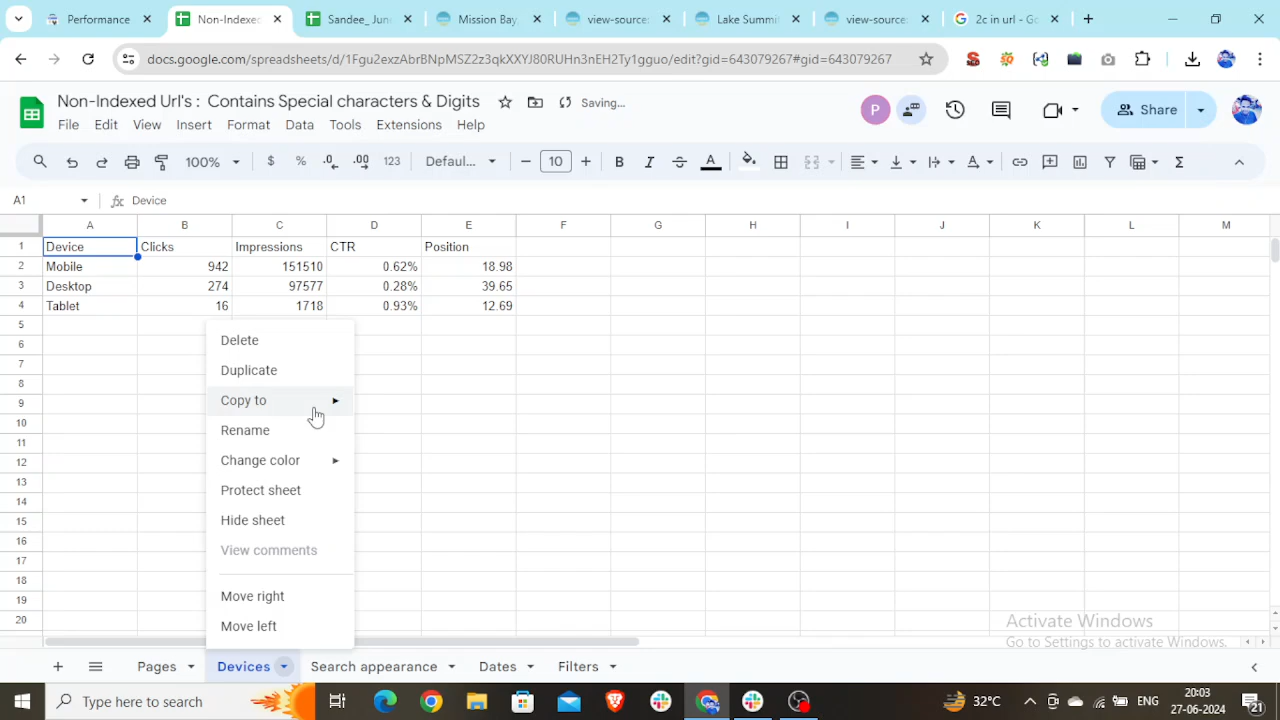 Performance
Non-Indexed
Sandee_ June
Mission Bay,
view-source:
Lake Summit
view-source:
2c in url - Go
docs.google.com/spreadsheets/d/1Fgu2exzAbrBNpMSZ2z3qkXXYJ80RUHn3nEH2Ty1gguo/edit?gid=643079267#gid=643079267
Non-Indexed Url's : Contains Special characters & Digits
Saving...
P
Share
File Edit View Insert Format Data Tools Extensions Help
100% $ % .0 .00 123 Defaul... 10 B I A
A1 fx Device
A B C D E F G H I J K L M
1 Device Clicks Impressions CTR Position
2 Mobile 942 151510 0.62% 18.98
3 Desktop 274 97577 0.28% 39.65
4 Tablet 16 1718 0.93% 12.69
5
6
7
8
9
10
11
12
13
14
15
16
17
18
19
20
Delete
Duplicate
Copy to
Rename
Change color
Protect sheet
Hide sheet
View comments
Move right
Move left
Activate Windows
Go to Settings to activate Windows.
Pages Devices Search appearance Dates Filters
Type here to search
32°C
ENG
20:03
27-06-2024
21